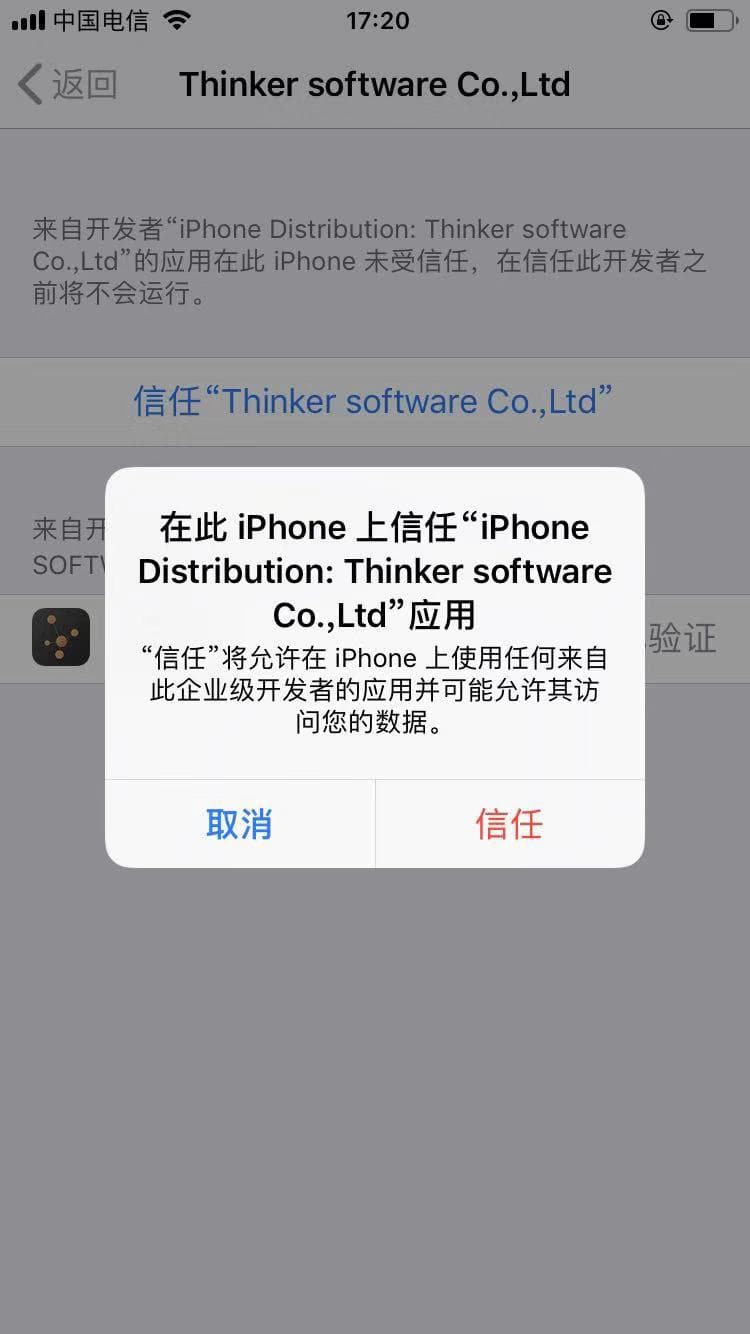 中国电信
17:20
返回
Thinker software Co.,Ltd
来自开发者“iPhone Distribution: Thinker software
Co.,Ltd”的应用在此 iPhone 未受信任，在信任此开发者之
前将不会运行。
信任“Thinker software Co.,Ltd”
在此 iPhone 上信任“iPhone
Distribution: Thinker software
Co.,Ltd”应用
“信任”将允许在 iPhone 上使用任何来自
此企业级开发者的应用并可能允许其访
问您的数据。
来自开
SOFT
验证
取消
信任